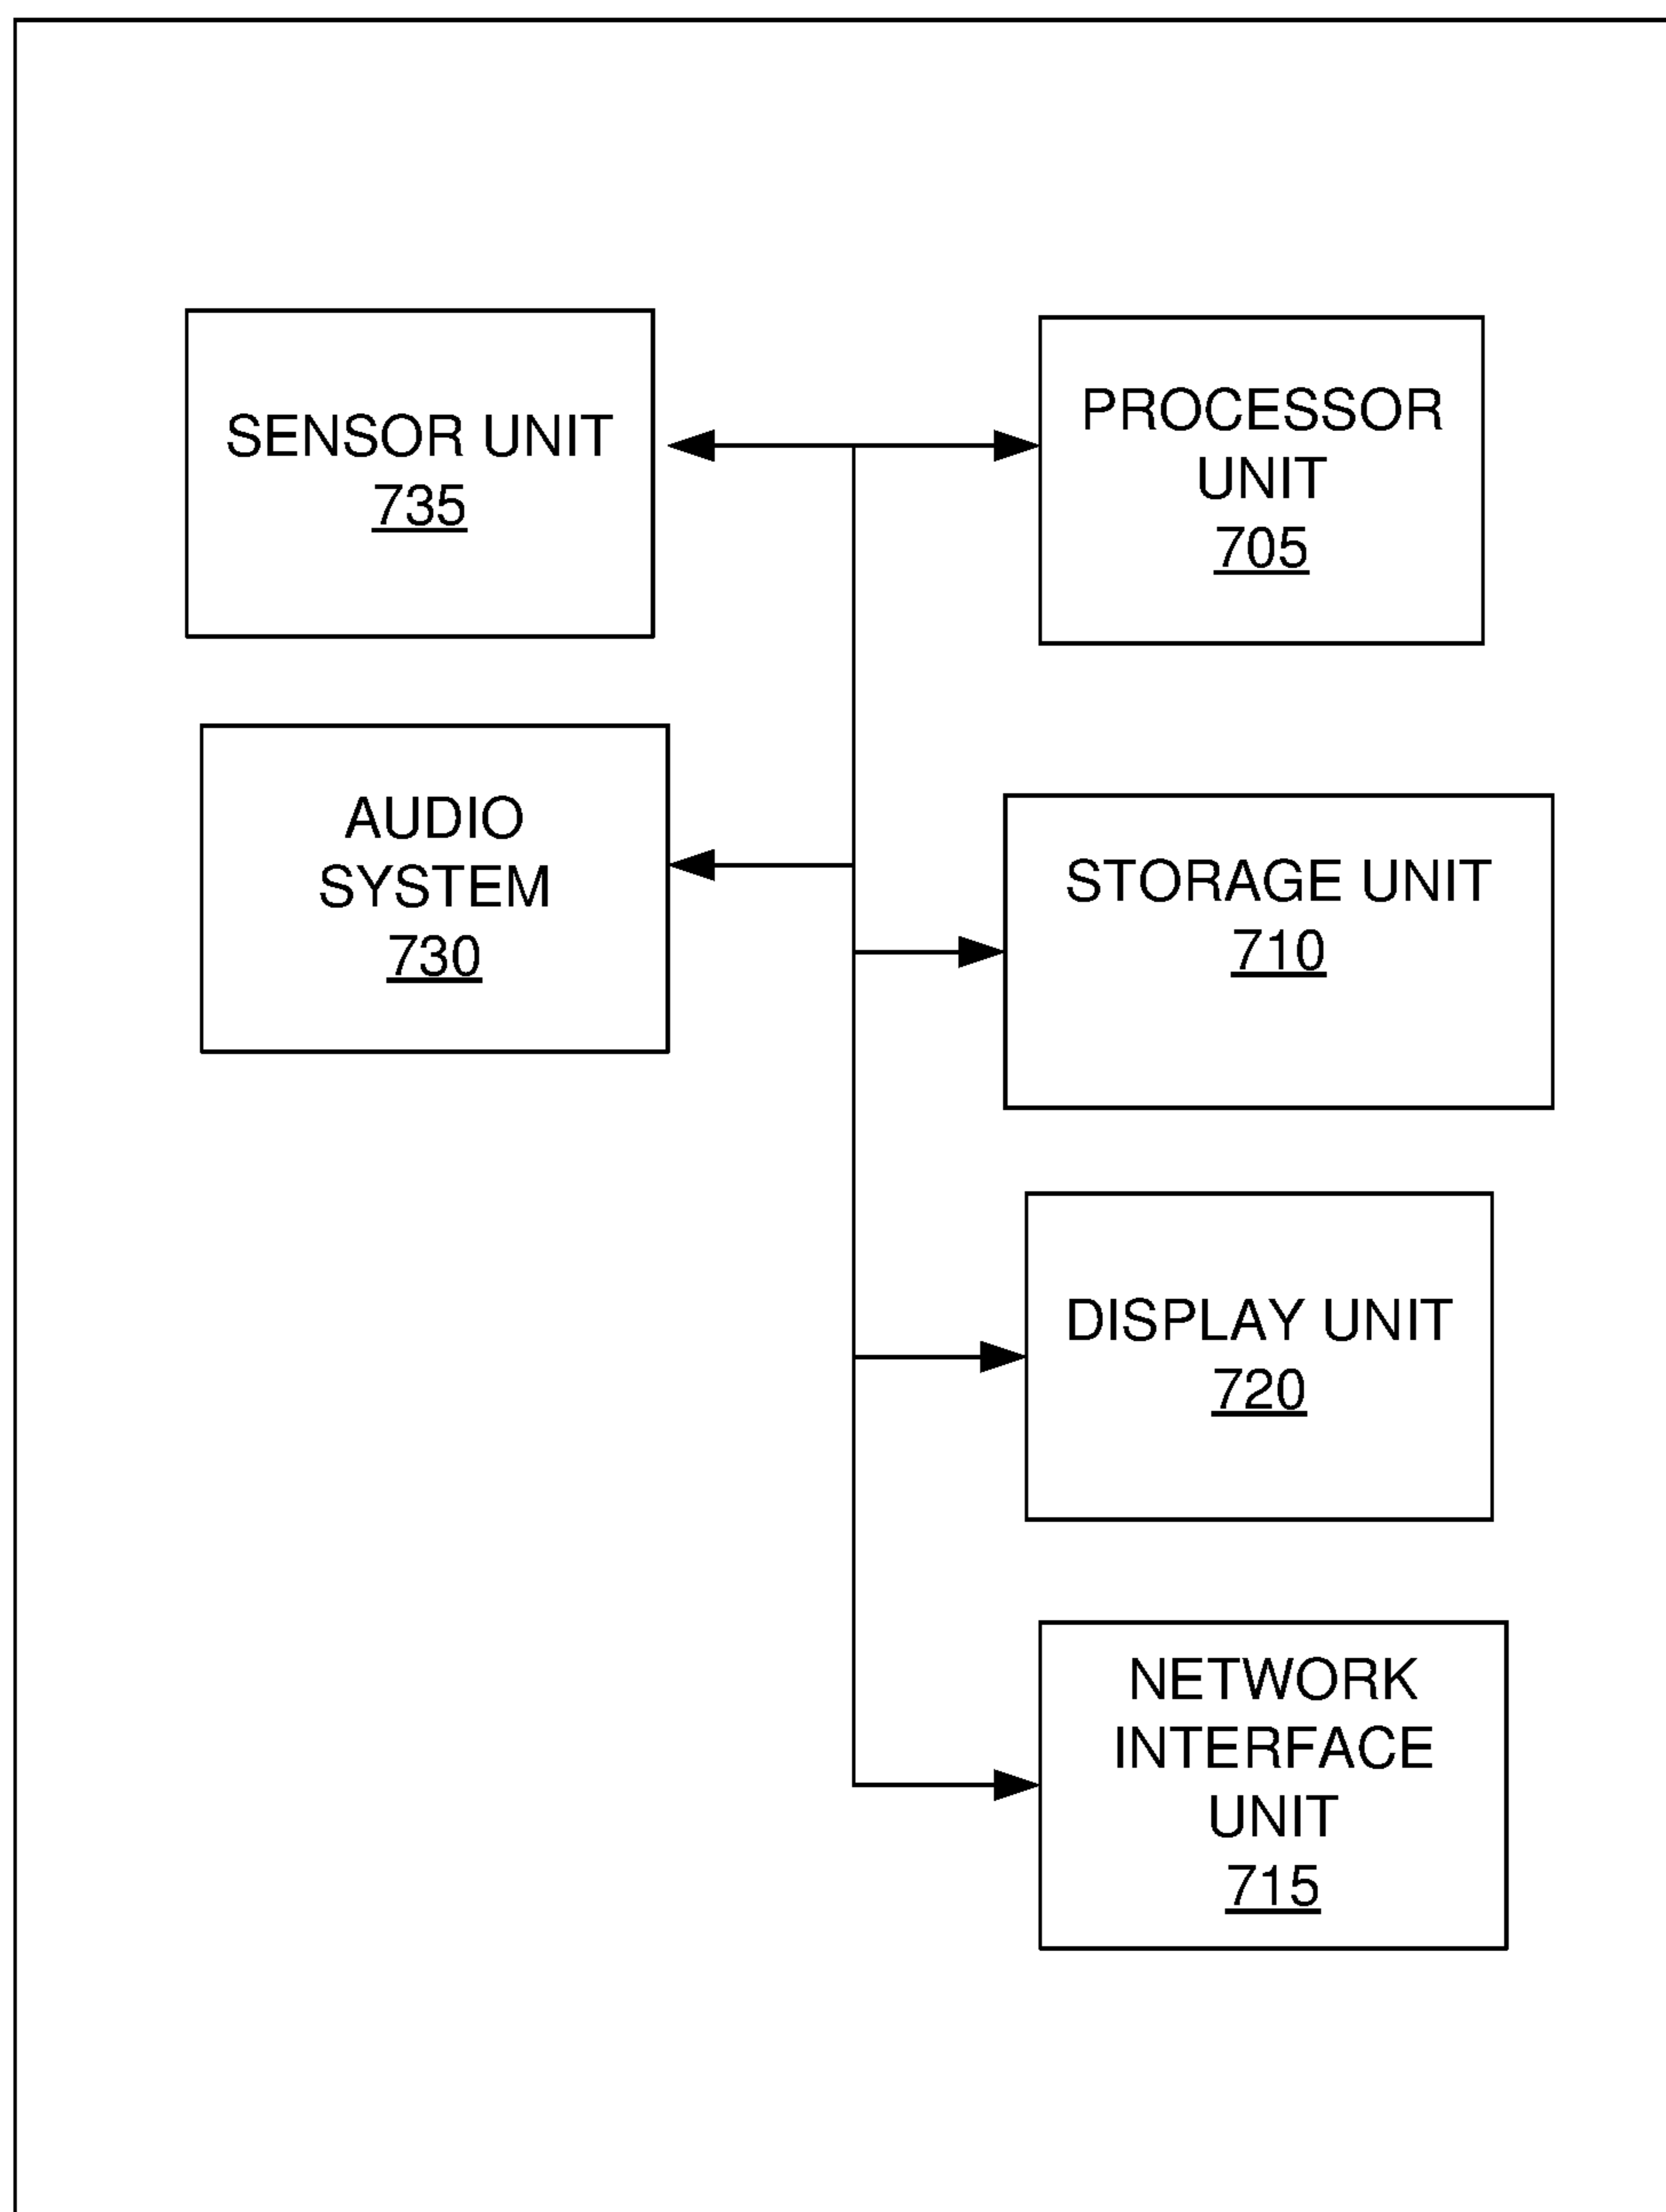 SENSOR UNIT
735
PROCESSOR
UNIT
705
AUDIO
SYSTEM
730
STORAGE UNIT
710
DISPLAY UNIT
720
NETWORK
INTERFACE
UNIT
715